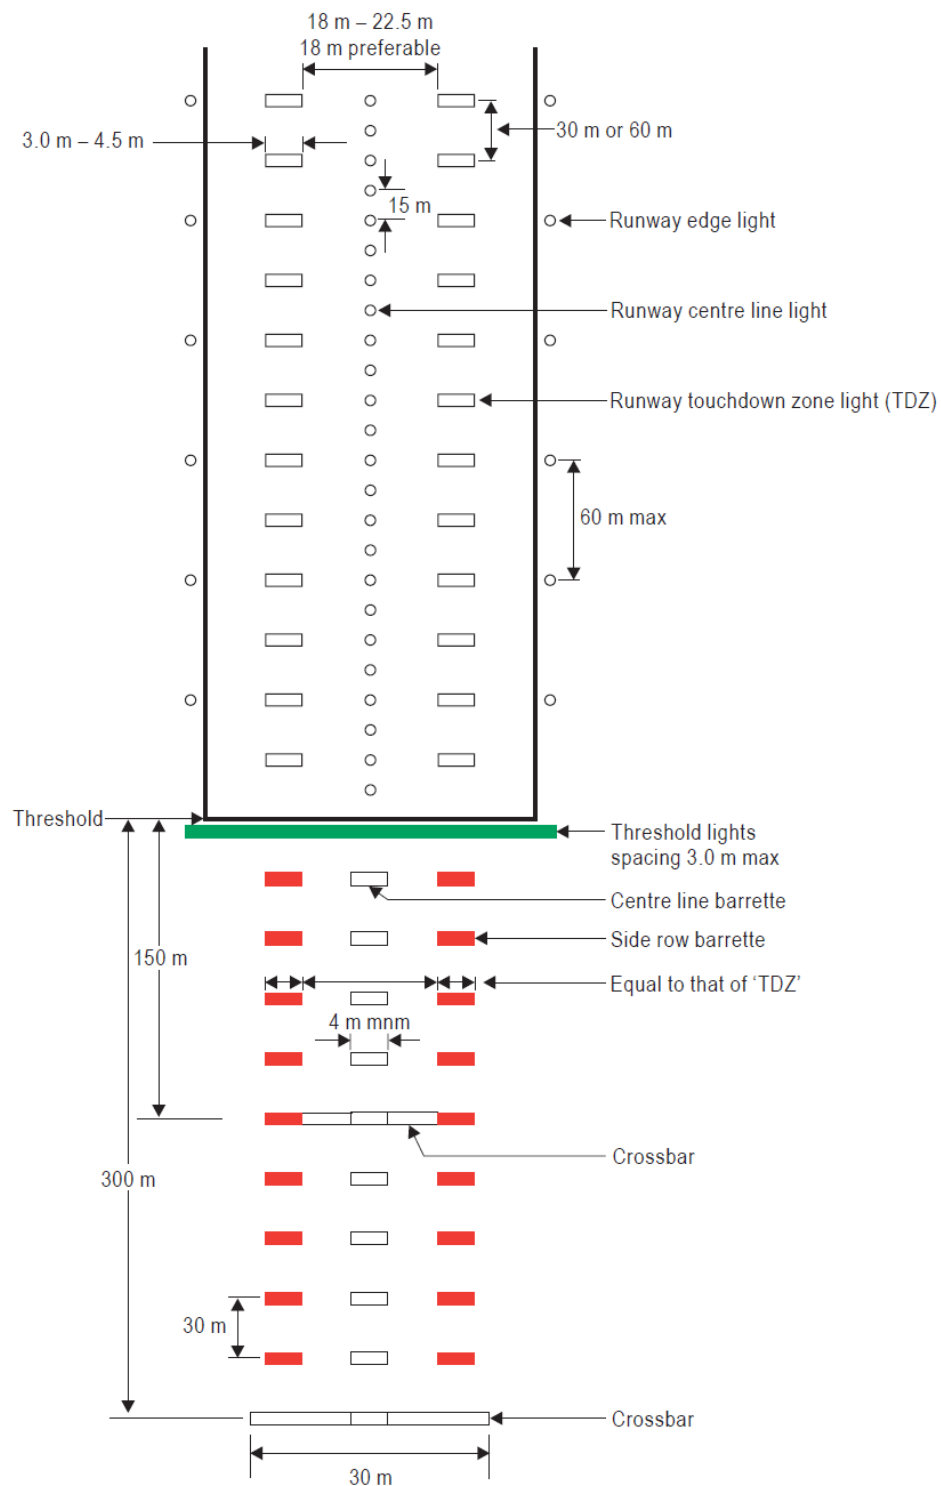 18 m – 22.5 m
18 m preferable
3.0 m – 4.5 m
30 m or 60 m
15 m
Runway edge light
Runway centre line light
Runway touchdown zone light (TDZ)
60 m max
Threshold
Threshold lights
spacing 3.0 m max
Centre line barrette
Side row barrette
150 m
Equal to that of ‘TDZ’
4 m mnm
Crossbar
300 m
30 m
Crossbar
30 m